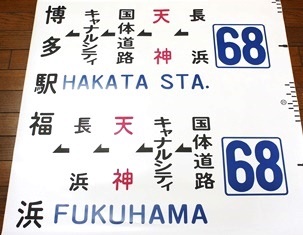 博多駅
キャナルシティ
国体道路
天神
長浜
68
HAKATA STA.
福浜
長浜
天神
キャナルシティ
国体道路
68
FUKUHAMA